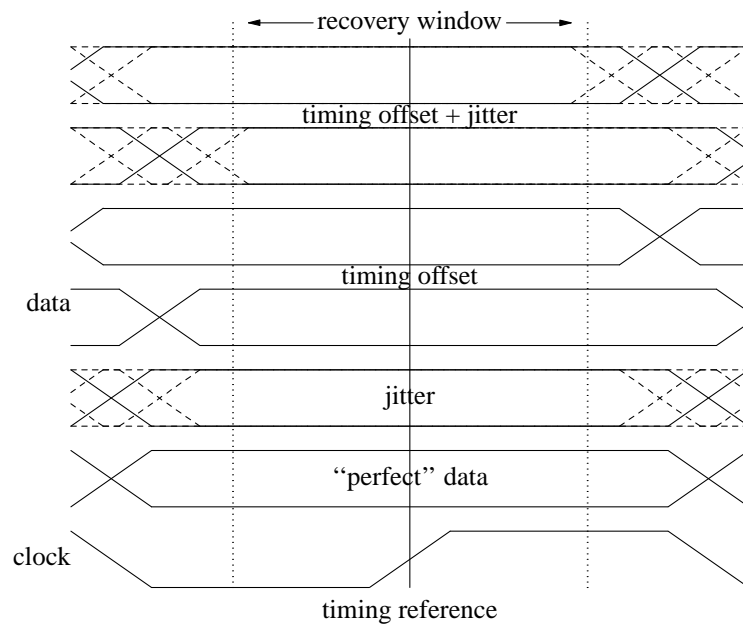 recovery window
timing offset + jitter
timing offset
data
jitter
‘‘perfect’’ data
clock
timing reference